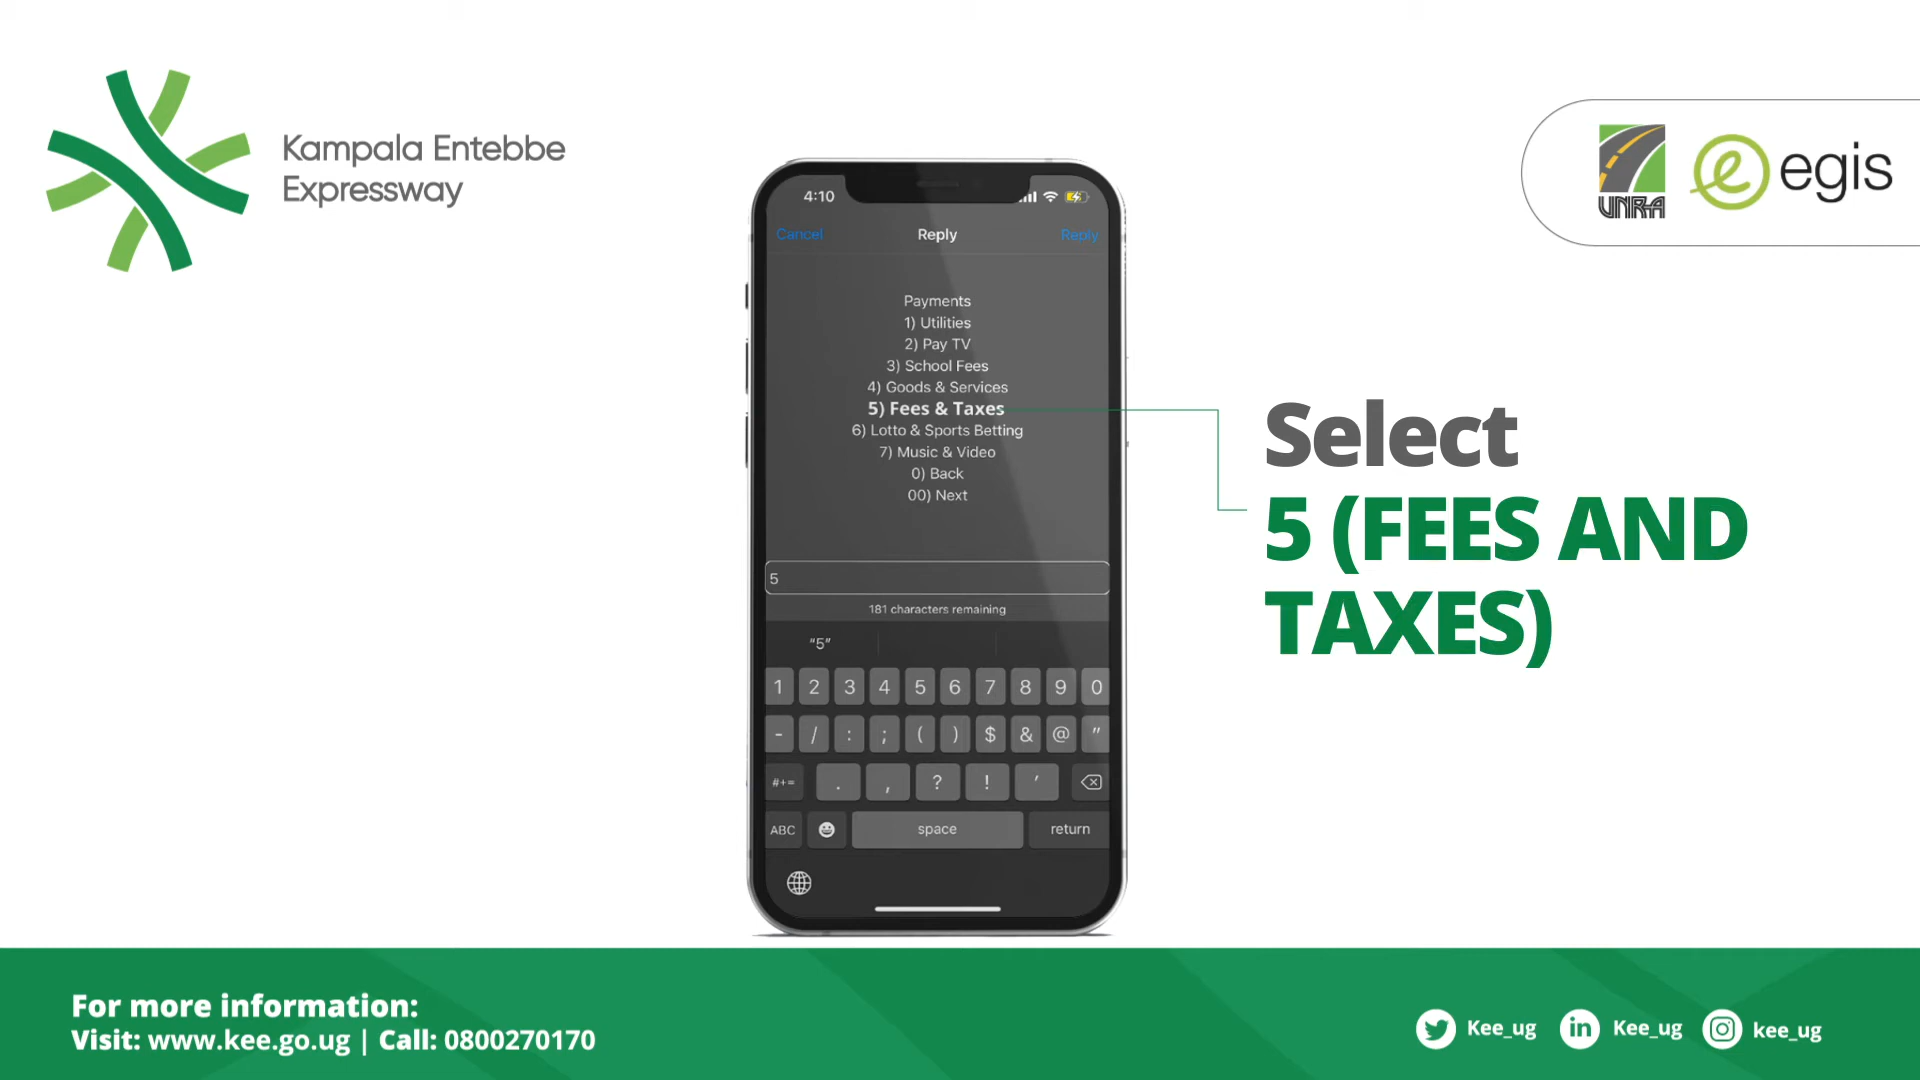 Kampala Entebbe
Expressway
UNRA
egis
4:10
Cancel
Reply
Reply
Payments
1) Utilities
2) Pay TV
3) School Fees
4) Goods & Services
5) Fees & Taxes
6) Lotto & Sports Betting
7) Music & Video
0) Back
00) Next
5
181 characters remaining
“5”
1 2 3 4 5 6 7 8 9 0
- / : ; ( ) $ & @ "
#+= . , ? ! '
ABC space return
Select
5 (FEES AND
TAXES)
For more information:
Visit: www.kee.go.ug | Call: 0800270170
Kee_ug
in Kee_ug
kee_ug